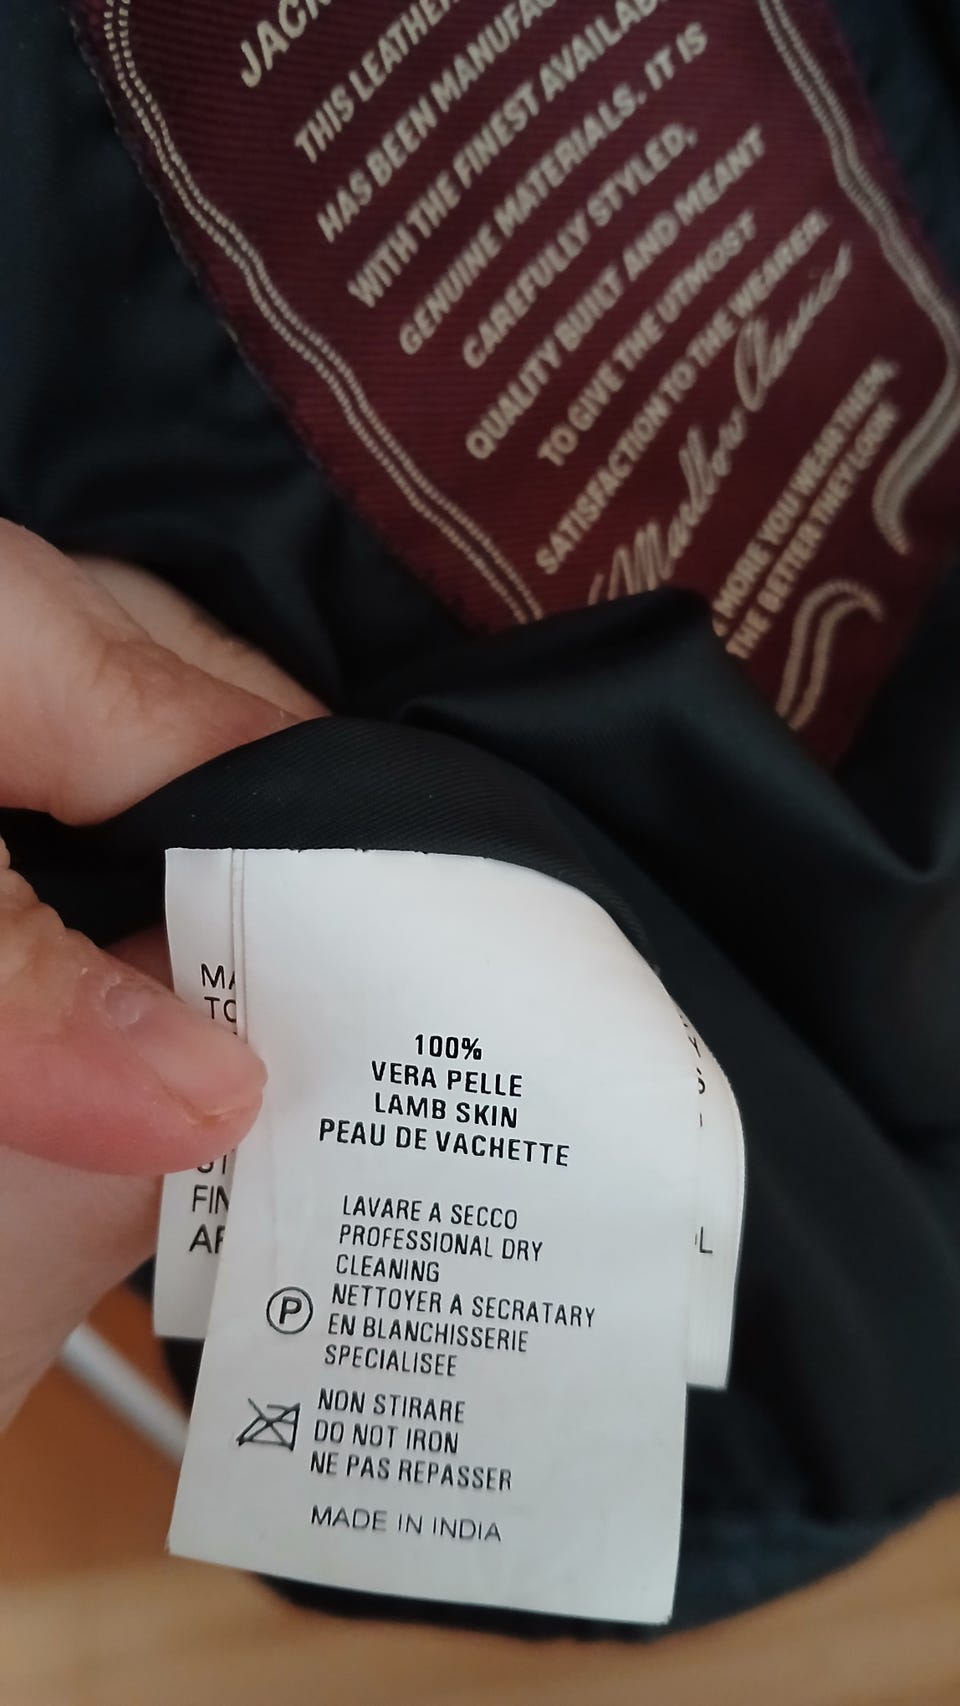 THIS LEATHER
HAS BEEN
WITH THE FINEST
GENUINE MATERIALS. IT IS
CAREFULLY STYLED,
QUALITY BUILT AND MEANT
TO GIVE THE UTMOST
SATISFACTION TO THE WEARER.
Classics
MORE YOU WEAR THEM,
THE BETTER THEY LOOK
100%
VERA PELLE
LAMB SKIN
PEAU DE VACHETTE
LAVARE A SECCO
PROFESSIONAL DRY
CLEANING
P
NETTOYER A SECRATARY
EN BLANCHISSERIE
SPECIALISEE
NON STIRARE
DO NOT IRON
NE PAS REPASSER
MADE IN INDIA